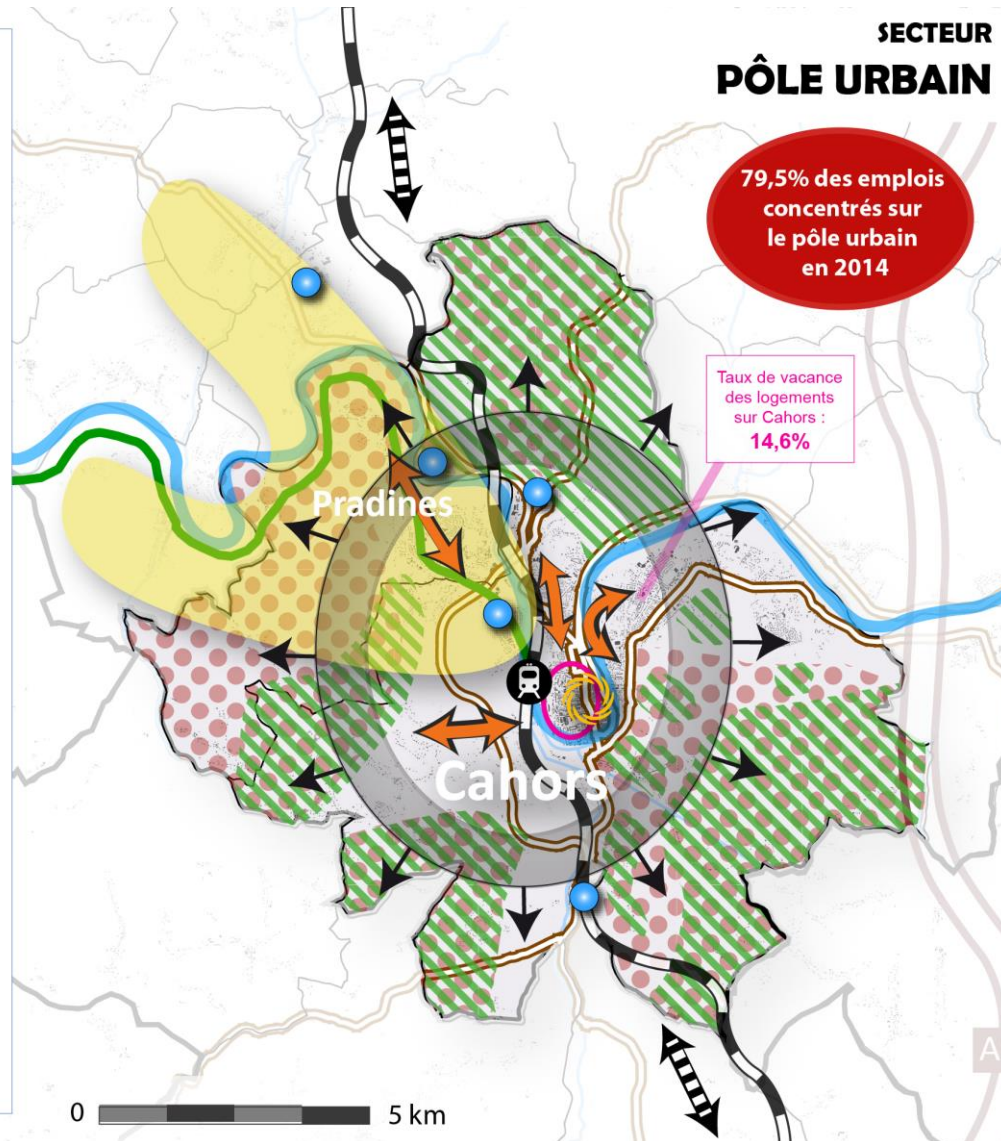 SECTEUR
PÔLE URBAIN
79,5% des emplois
concentrés sur
le pôle urbain
en 2014
Taux de vacance
des logements
sur Cahors :
14,6%
Pradines
Cahors
A
0 5 km